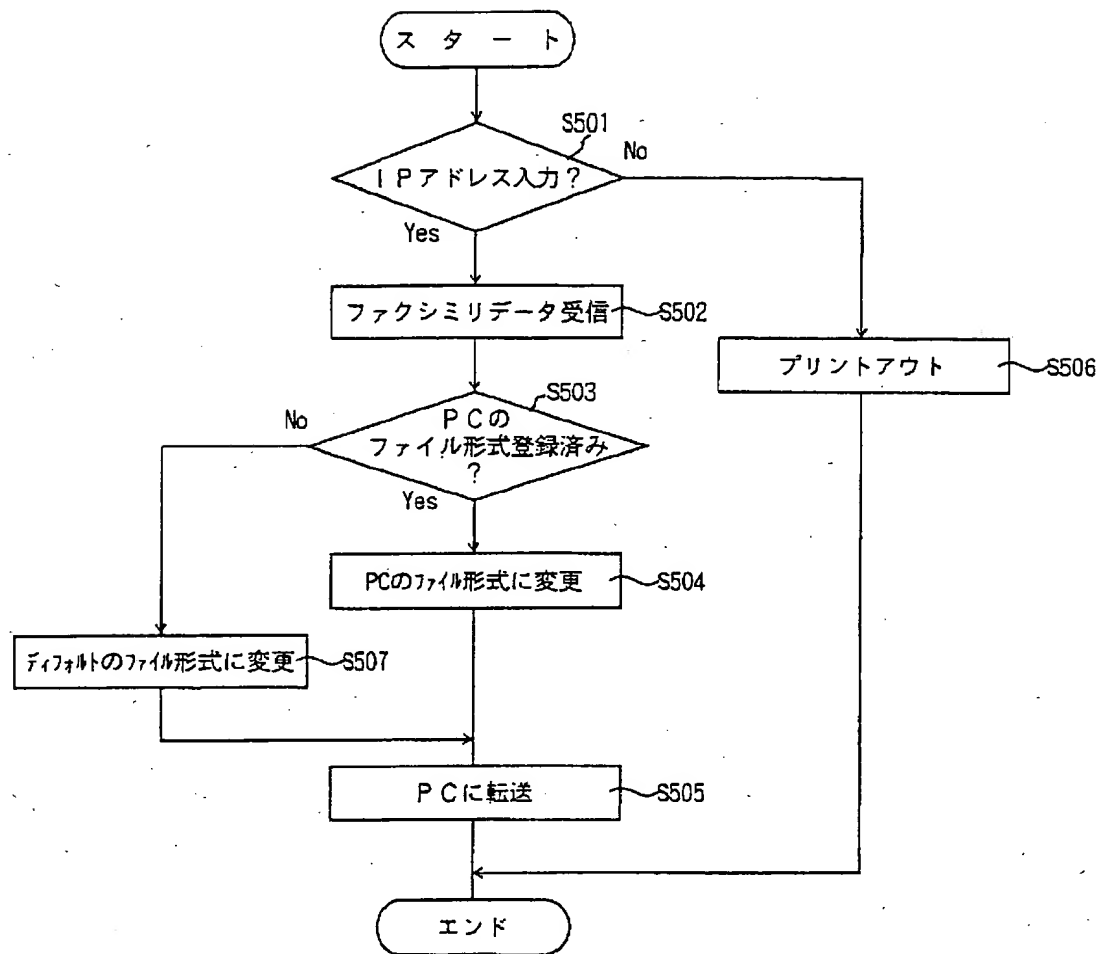 スタート
S501
No
IPアドレス入力?
Yes
ファクシミリデータ受信
S502
プリントアウト
S506
S503
No
PCの
ファイル形式登録済み
?
Yes
PCのファイル形式に変更
S504
ディフォルトのファイル形式に変更
S507
PCに転送
S505
エンド